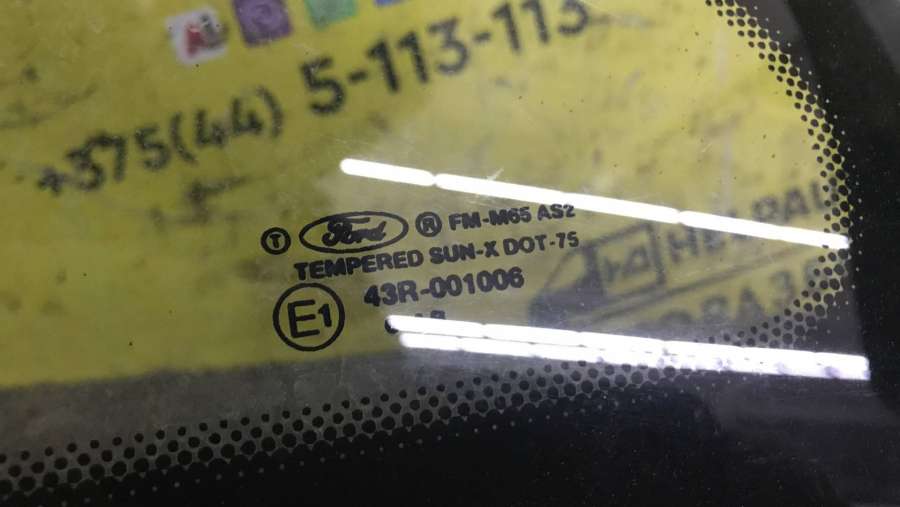 +375(44) 5-113-113
T Ford ® FM-M65 AS2
TEMPERED SUN-X DOT-75
E1 43R-001006